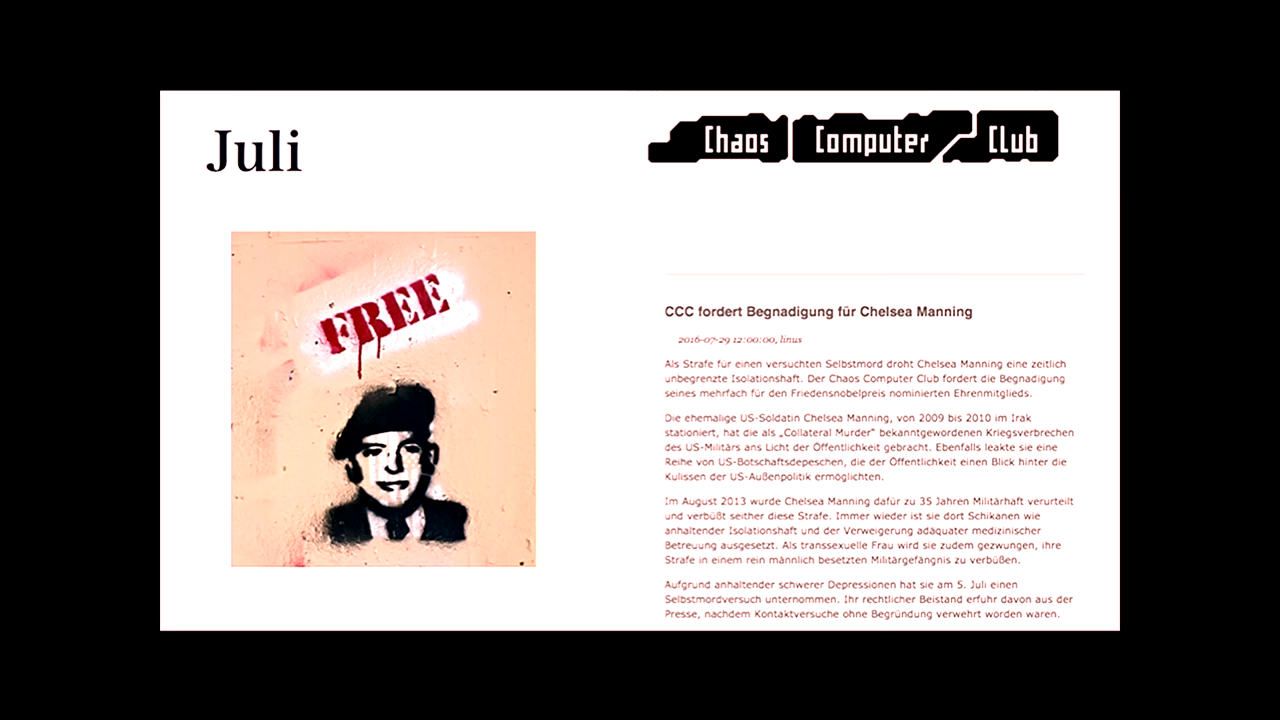 Juli
Chaos Computer Club
FREE
CCC fordert Begnadigung für Chelsea Manning
2016-07-29 12:00:00, linus
Als Strafe für einen versuchten Selbstmord droht Chelsea Manning eine zeitlich
unbegrenzte Isolationshaft. Der Chaos Computer Club fordert die Begnadigung
seines mehrfach für den Friedensnobelpreis nominierten Ehrenmitglieds.
Die ehemalige US-Soldatin Chelsea Manning, von 2009 bis 2010 im Irak
stationiert, hat die als „Collateral Murder“ bekanntgewordenen Kriegsverbrechen
des US-Militärs ans Licht der Öffentlichkeit gebracht. Ebenfalls leakte sie eine
Reihe von US-Botschaftsdepeschen, die der Öffentlichkeit einen Blick hinter die
Kulissen der US-Außenpolitik ermöglichten.
Im August 2013 wurde Chelsea Manning dafür zu 35 Jahren Militärhaft verurteilt
und verbüßt seither diese Strafe. Immer wieder ist sie dort Schikanen wie
anhaltender Isolationshaft und der Verweigerung adäquater medizinischer
Betreuung ausgesetzt. Als transsexuelle Frau wird sie zudem gezwungen, ihre
Strafe in einem rein männlich besetzten Militärgefängnis zu verbüßen.
Aufgrund anhaltender schwerer Depressionen hat sie am 5. Juli einen
Selbstmordversuch unternommen. Ihr rechtlicher Beistand erfuhr davon aus der
Presse, nachdem Kontaktversuche ohne Begründung verwehrt worden waren.